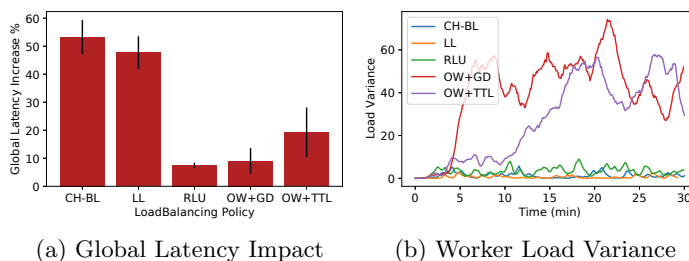 Global Latency Increase %
60
50
40
30
20
10
0
CH-BL LL RLU OW+GD OW+TTL
LoadBalancing Policy
(a) Global Latency Impact
Load Variance
60
40
20
0
CH-BL
LL
RLU
OW+GD
OW+TTL
0 5 10 15 20 25 30
Time (min)
(b) Worker Load Variance